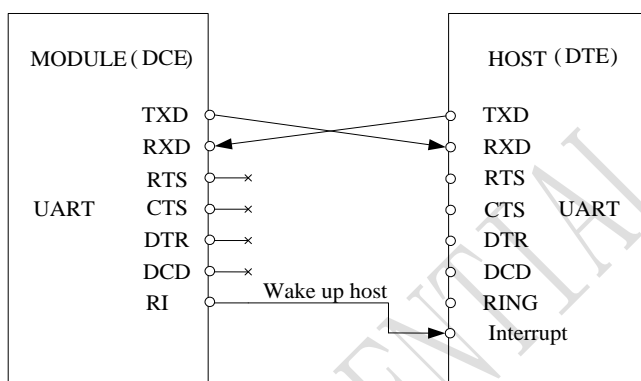 MODULE (DCE)
HOST (DTE)
TXD
RXD
RTS
UART
CTS
DTR
DCD
RI
Wake up host
TXD
RXD
RTS
CTS
UART
DTR
DCD
RING
Interrupt